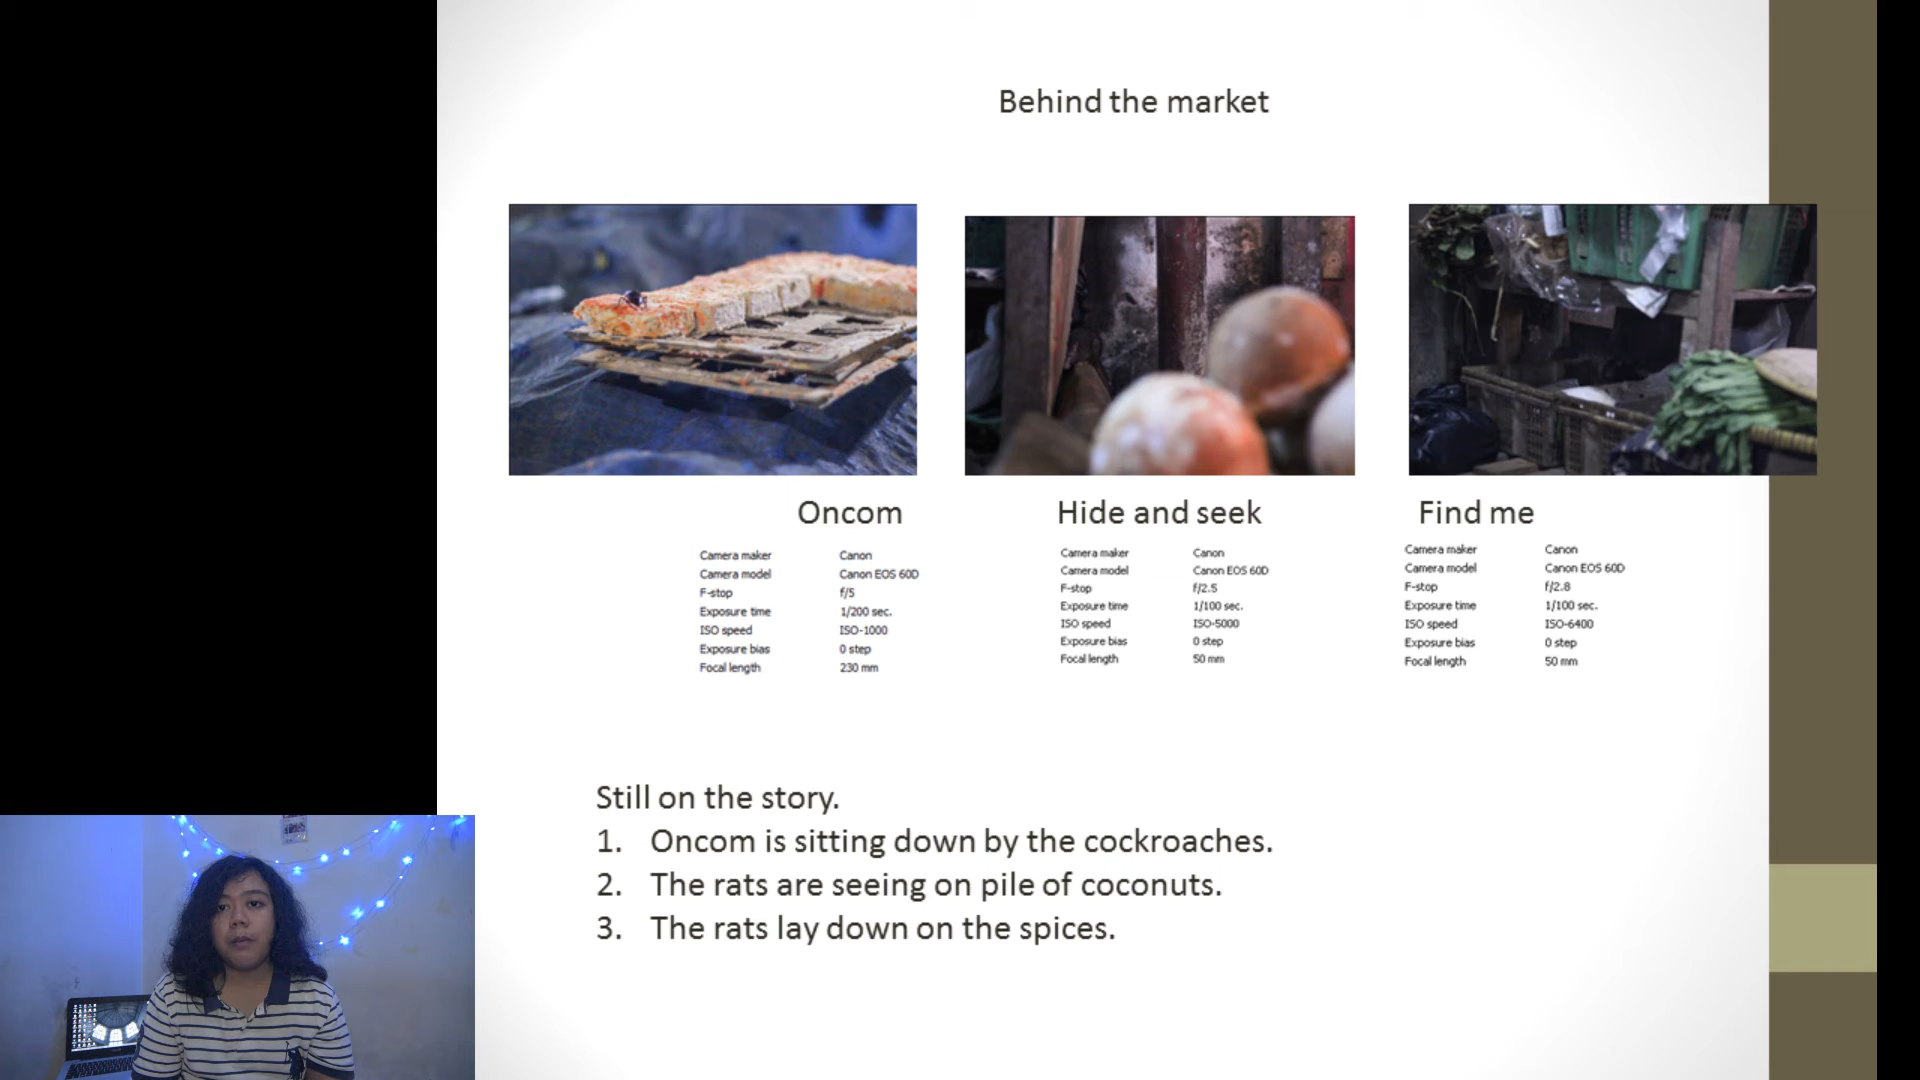 Behind the market
Oncom
Camera maker Canon
Camera model Canon EOS 60D
F-stop f/5
Exposure time 1/200 sec.
ISO speed ISO-1000
Exposure bias 0 step
Focal length 230 mm
Hide and seek
Camera maker Canon
Camera model Canon EOS 60D
F-stop f/2.5
Exposure time 1/100 sec.
ISO speed ISO-5000
Exposure bias 0 step
Focal length 50 mm
Find me
Camera maker Canon
Camera model Canon EOS 60D
F-stop f/2.8
Exposure time 1/100 sec.
ISO speed ISO-6400
Exposure bias 0 step
Focal length 50 mm
Still on the story.
1. Oncom is sitting down by the cockroaches.
2. The rats are seeing on pile of coconuts.
3. The rats lay down on the spices.